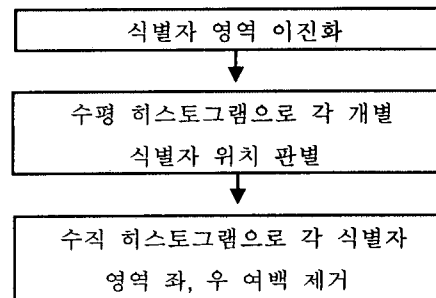 식별자 영역 이진화
수평 히스토그램으로 각 개별
식별자 위치 판별
수직 히스토그램으로 각 식별자
영역 좌, 우 여백 제거